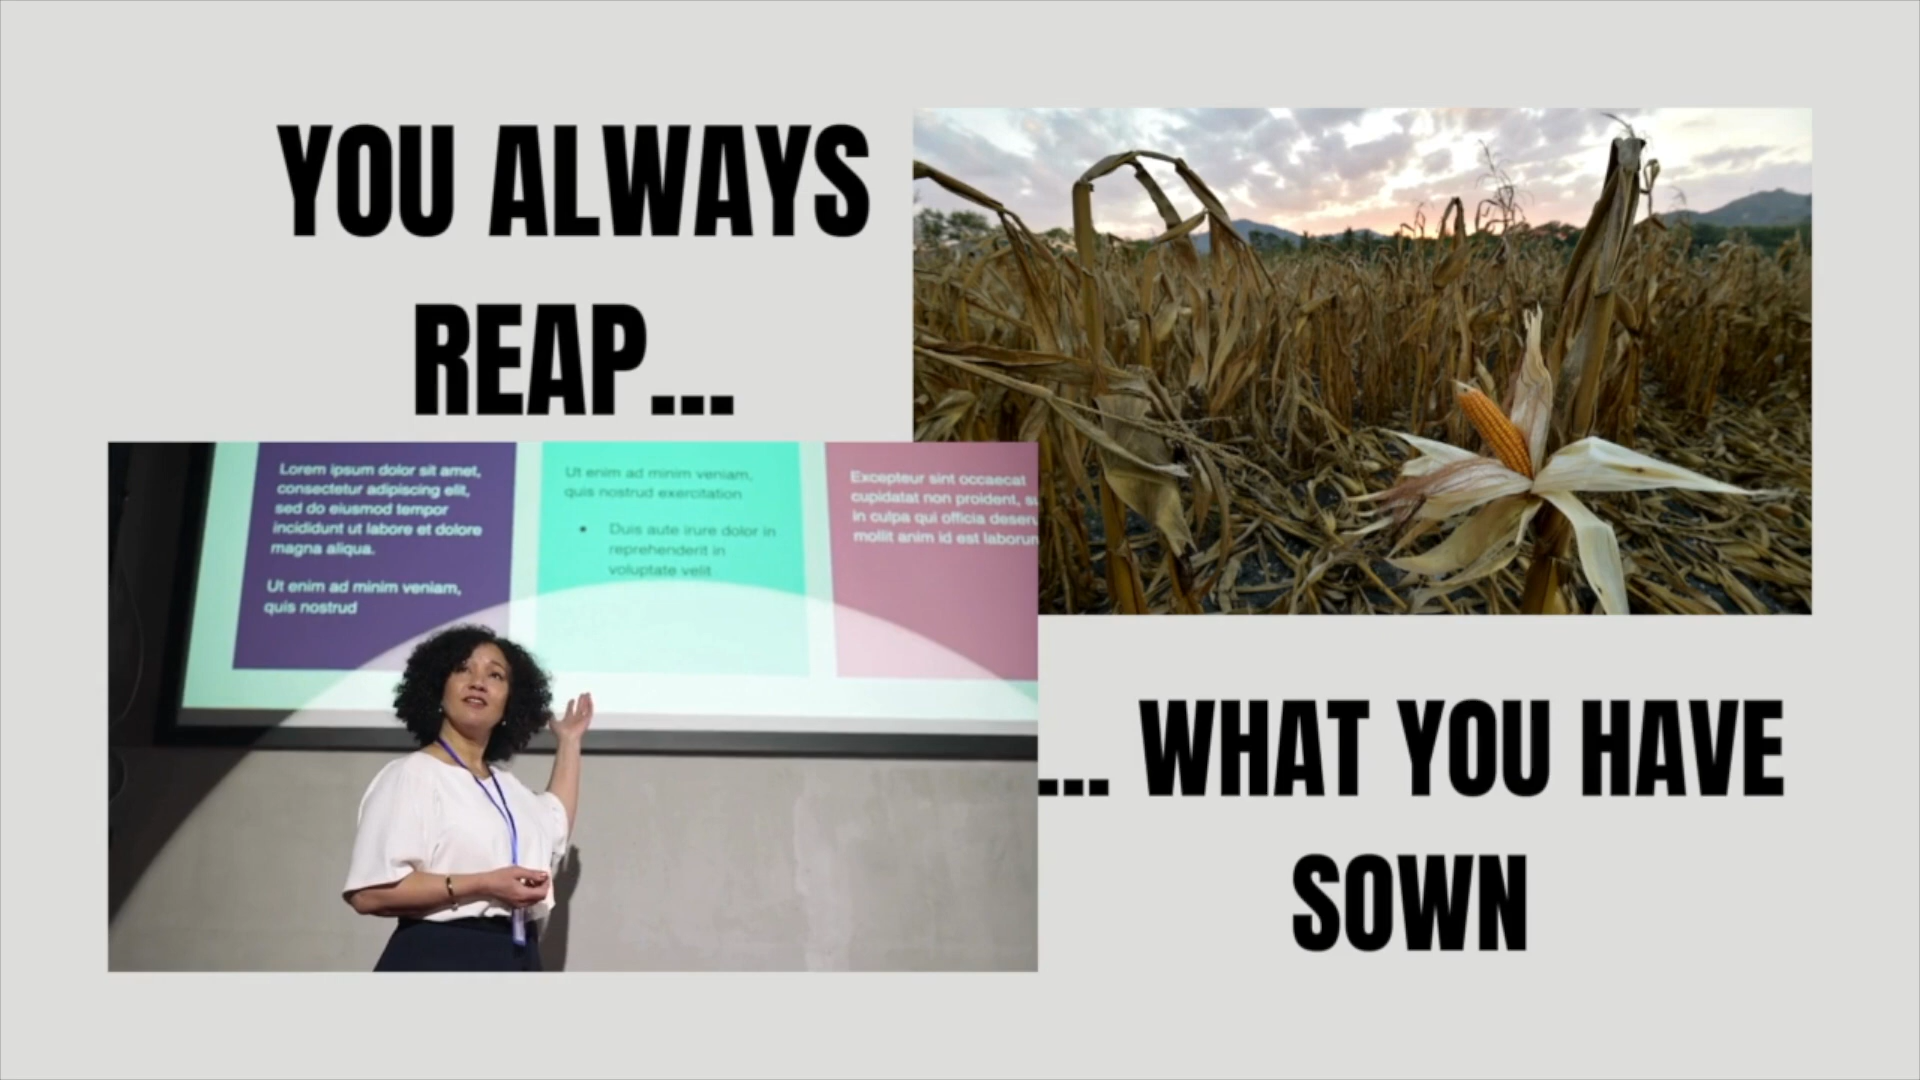 YOU ALWAYS
REAP...
Lorem ipsum dolor sit amet,
consectetur adipiscing elit,
sed do eiusmod tempor
incididunt ut labore et dolore
magna aliqua.
Ut enim ad minim veniam,
quis nostrud
Ut enim ad minim veniam,
quis nostrud exercitation
• Duis aute irure dolor in
reprehenderit in
voluptate velit
Excepteur sint occaecat
cupidatat non proident,
in culpa qui officia
mollit anim id est
... WHAT YOU HAVE
SOWN